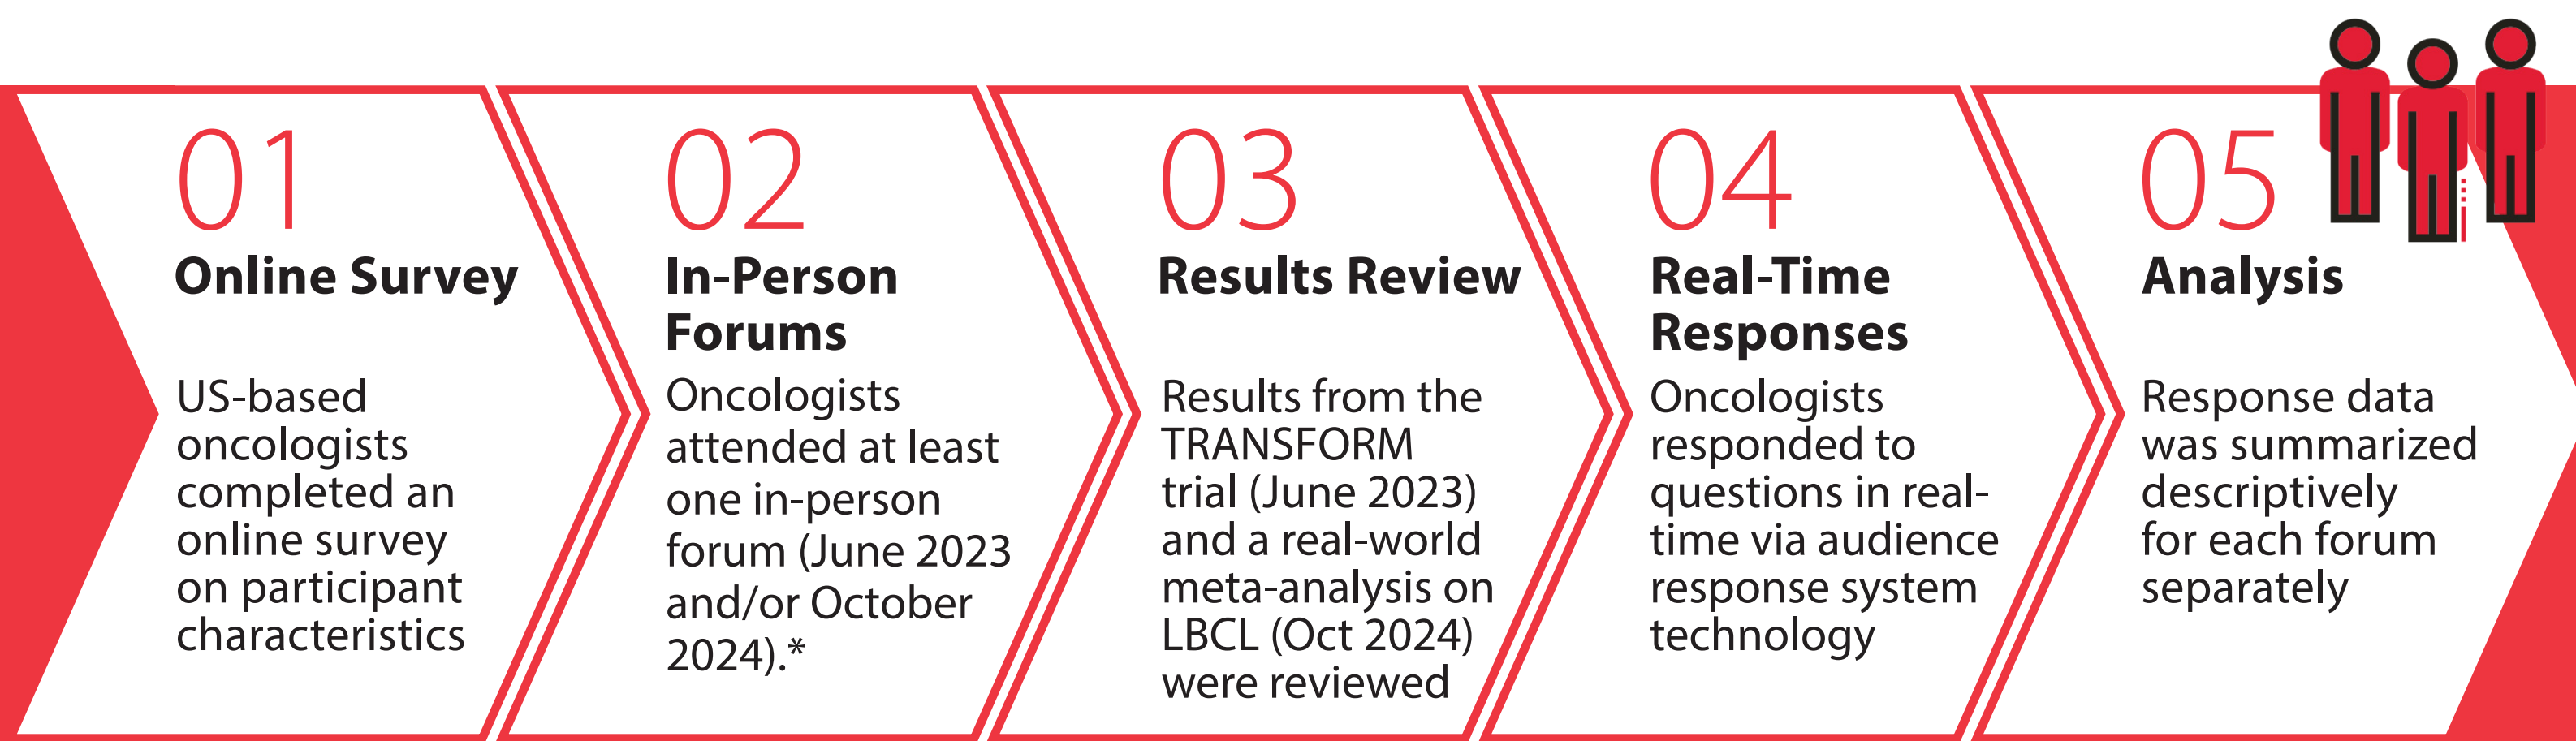 01
Online Survey
US-based
oncologists
completed an
online survey
on participant
characteristics
02
In-Person
Forums
Oncologists
attended at least
one in-person
forum (June 2023
and/or October
2024).*
03
Results Review
Results from the
TRANSFORM
trial (June 2023)
and a real-world
meta-analysis on
LBCL (Oct 2024)
were reviewed
04
Real-Time
Responses
Oncologists
responded to
questions in real-
time via audience
response system
technology
05
Analysis
Response data
was summarized
descriptively
for each forum
separately